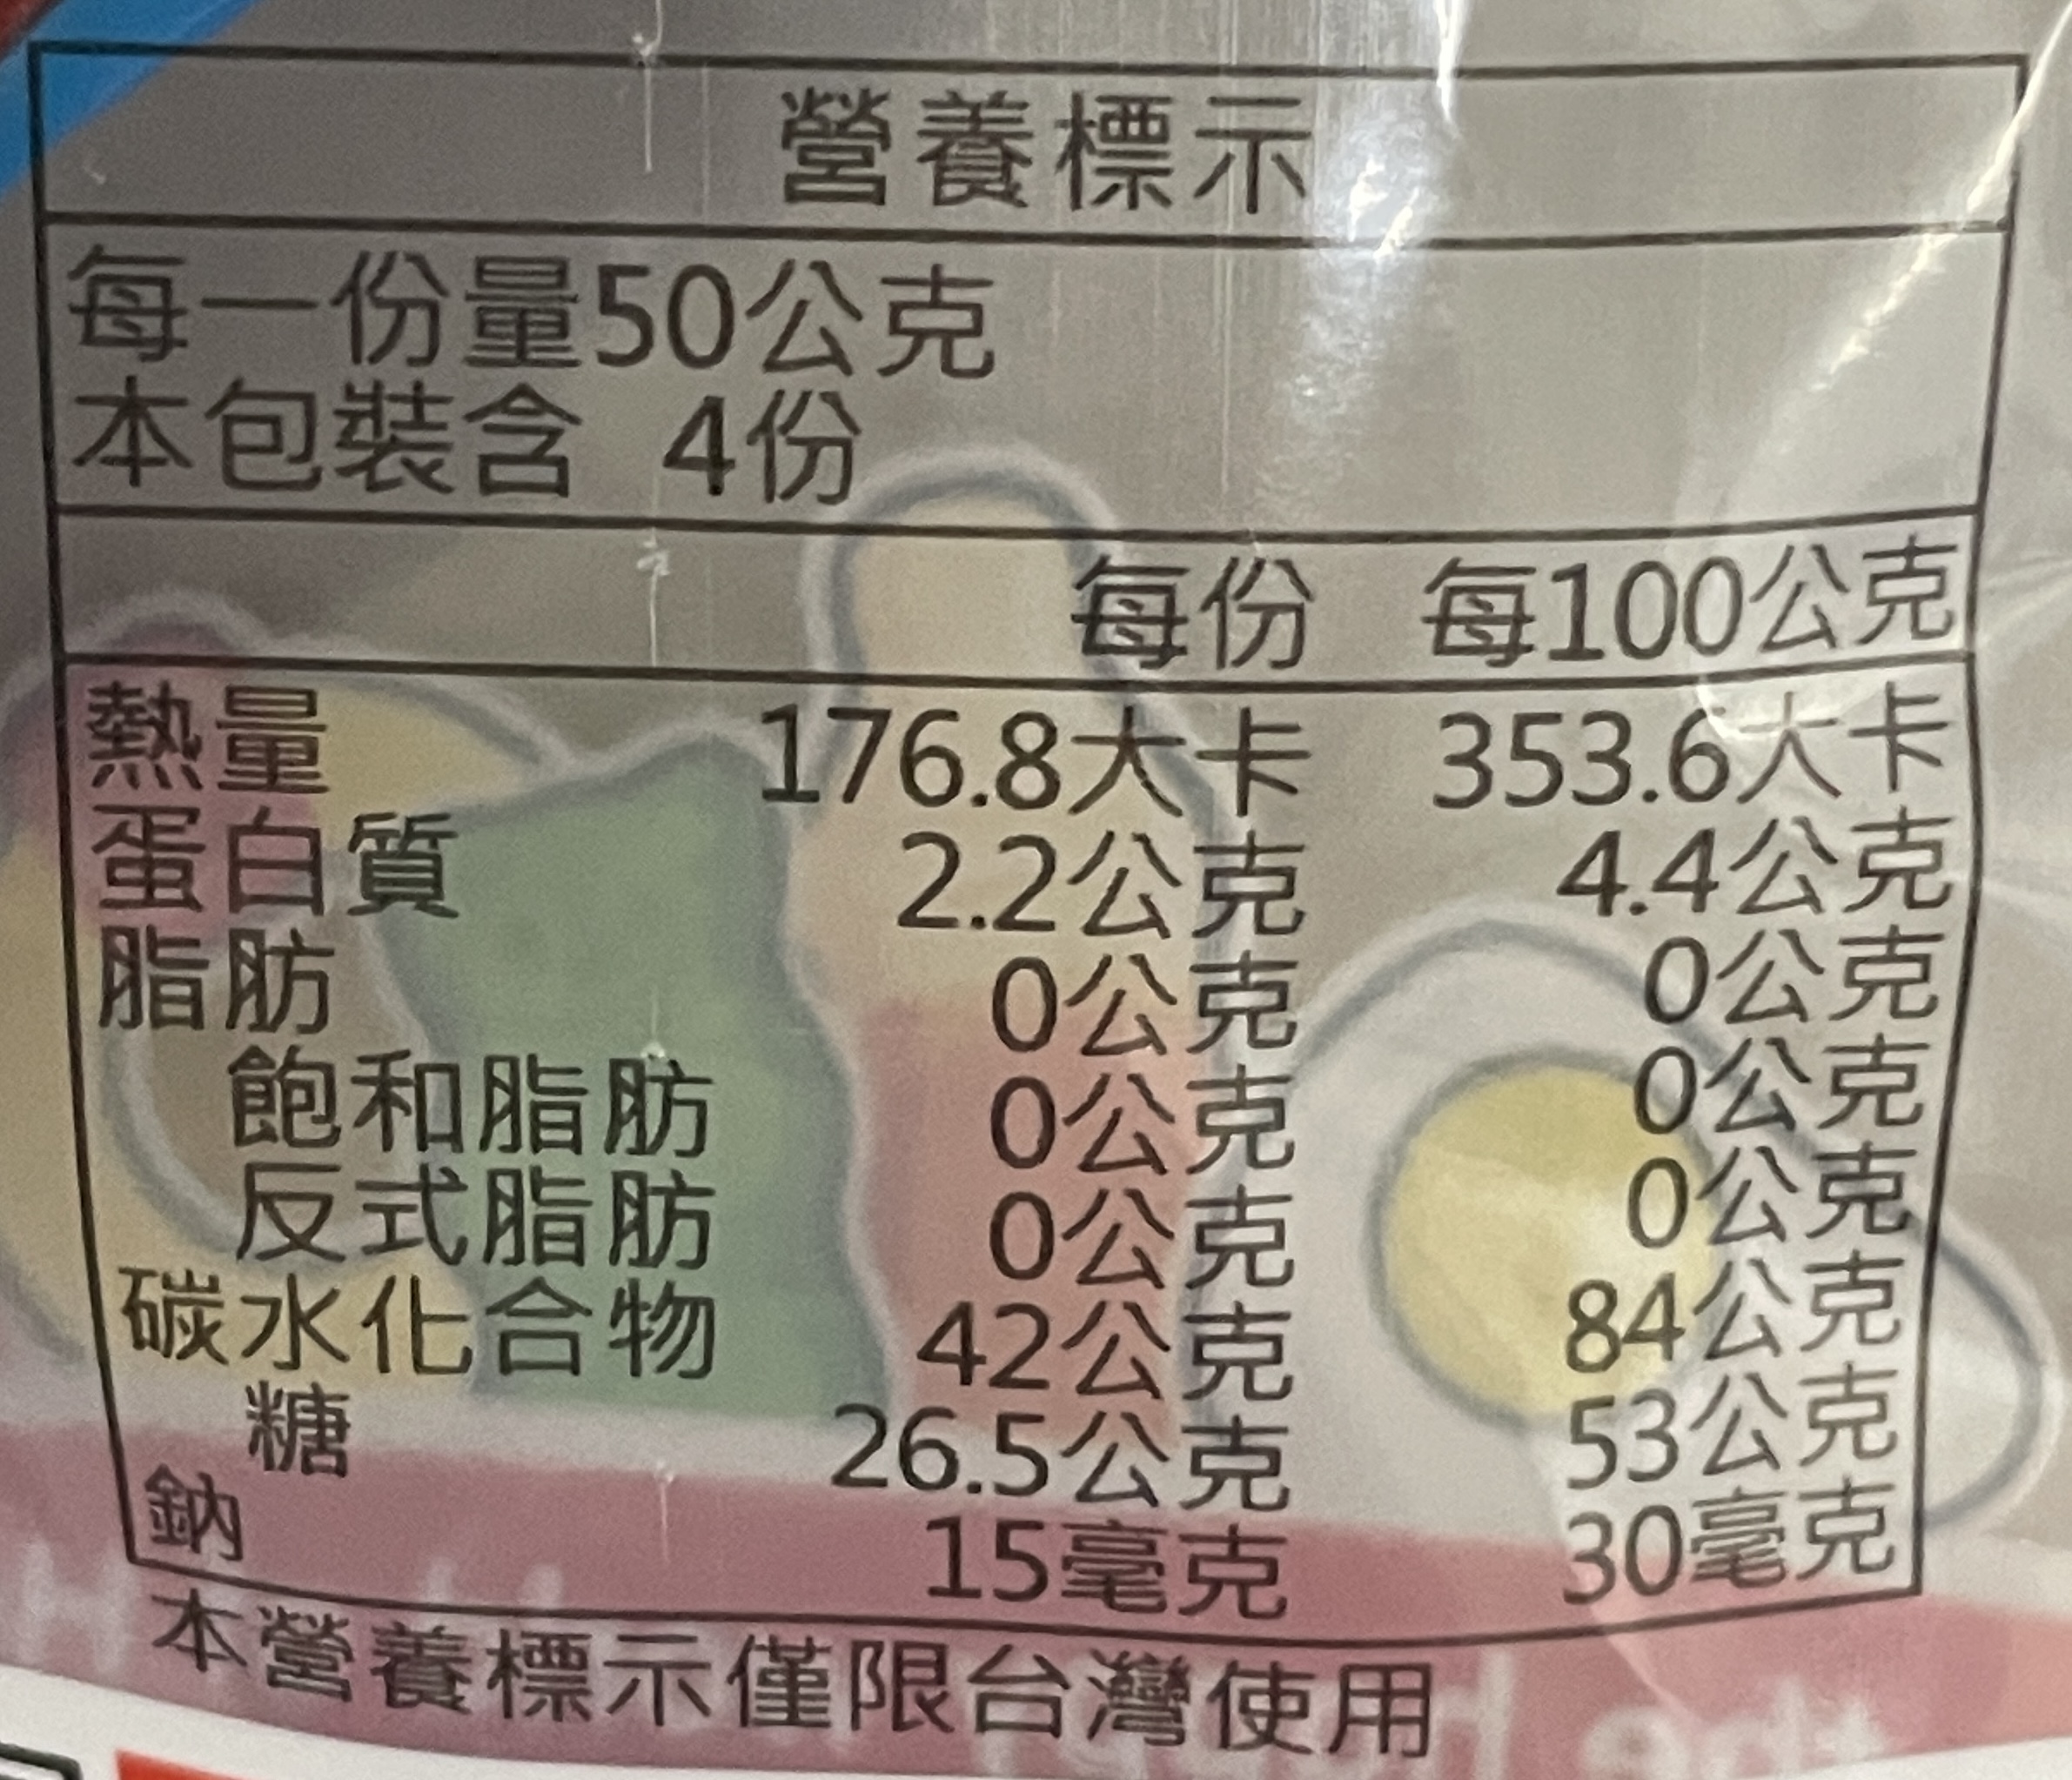 營養標示
每一份量50公克
本包裝含 4份
每份 每100公克
熱量 176.8大卡 353.6大卡
蛋白質 2.2公克 4.4公克
脂肪 0公克 0公克
飽和脂肪 0公克 0公克
反式脂肪 0公克 0公克
碳水化合物 42公克 84公克
糖 26.5公克 53公克
鈉 15毫克 30毫克
本營養標示僅限台灣使用